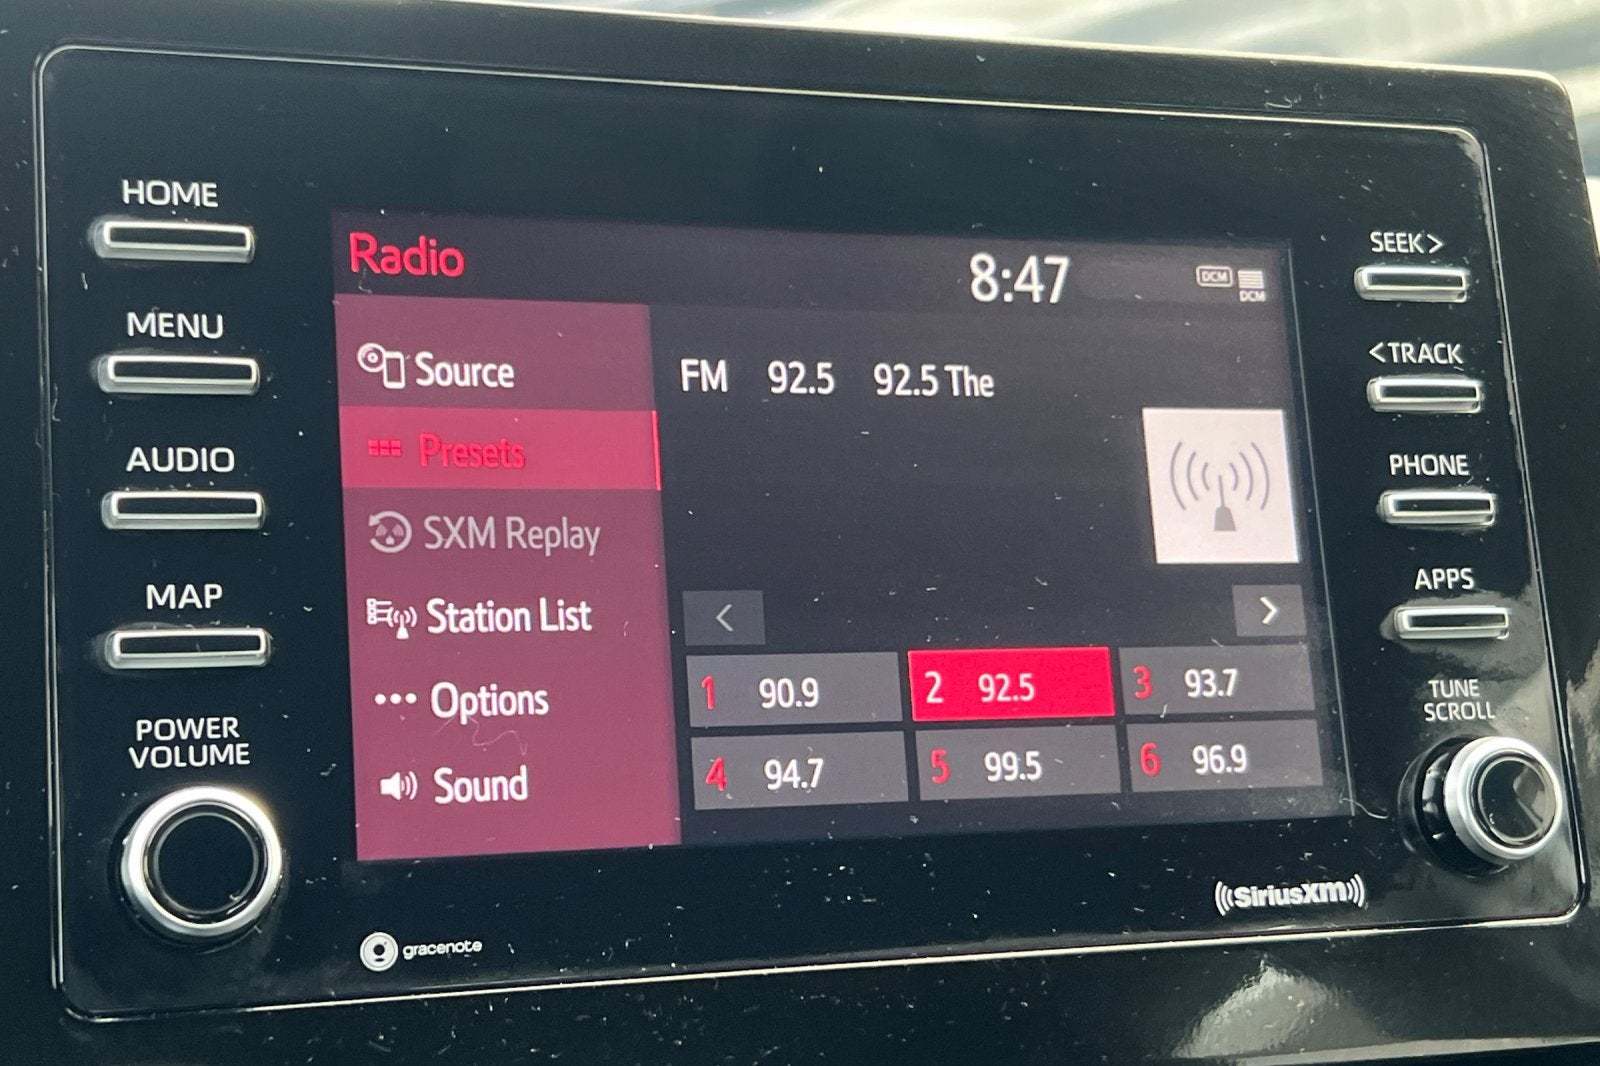 HOME
MENU
AUDIO
MAP
POWER
VOLUME
Radio
8:47
DCM
DCM
Source
Presets
SXM Replay
Station List
Options
Sound
FM 92.5 92.5 The
<
>
1 90.9
2 92.5
3 93.7
4 94.7
5 99.5
6 96.9
SEEK>
<TRACK
PHONE
APPS
TUNE
SCROLL
gracenote
((SiriusXM))